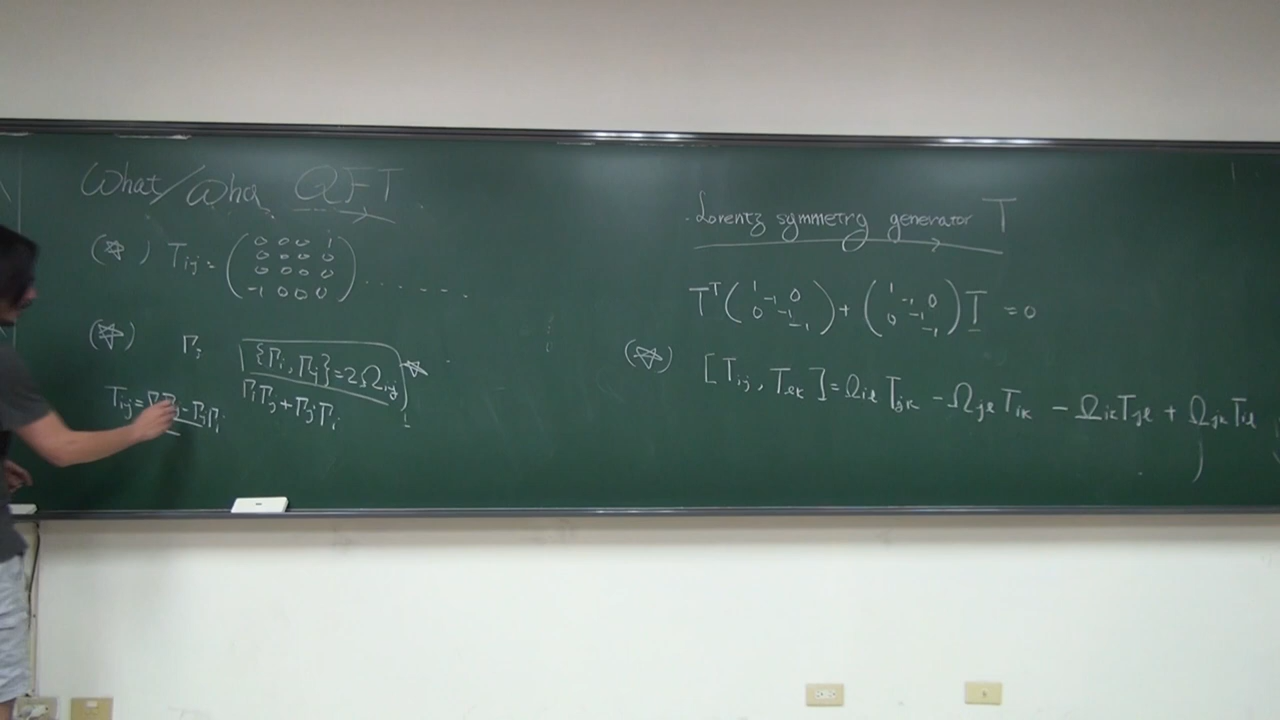 What/Why QFT
(☆) T_ij = ( 0 0 0 1 / 0 0 0 0 / 0 0 0 0 / -1 0 0 0 ) ......
(☆) Γ_i {Γ_i, Γ_j} = 2Ω_ij ☆
Γ_iΓ_j + Γ_jΓ_i
T_ij = - Γ_jΓ_i
Lorentz symmetry generator T
T^T ( 1 -1 0 / 0 -1 -1 ) + ( 1 -1 0 / 0 -1 -1 ) T = 0
(☆) [T_ij, T_lk] = Ω_il T_jk - Ω_jl T_ik - Ω_ik T_jl + Ω_jk T_il